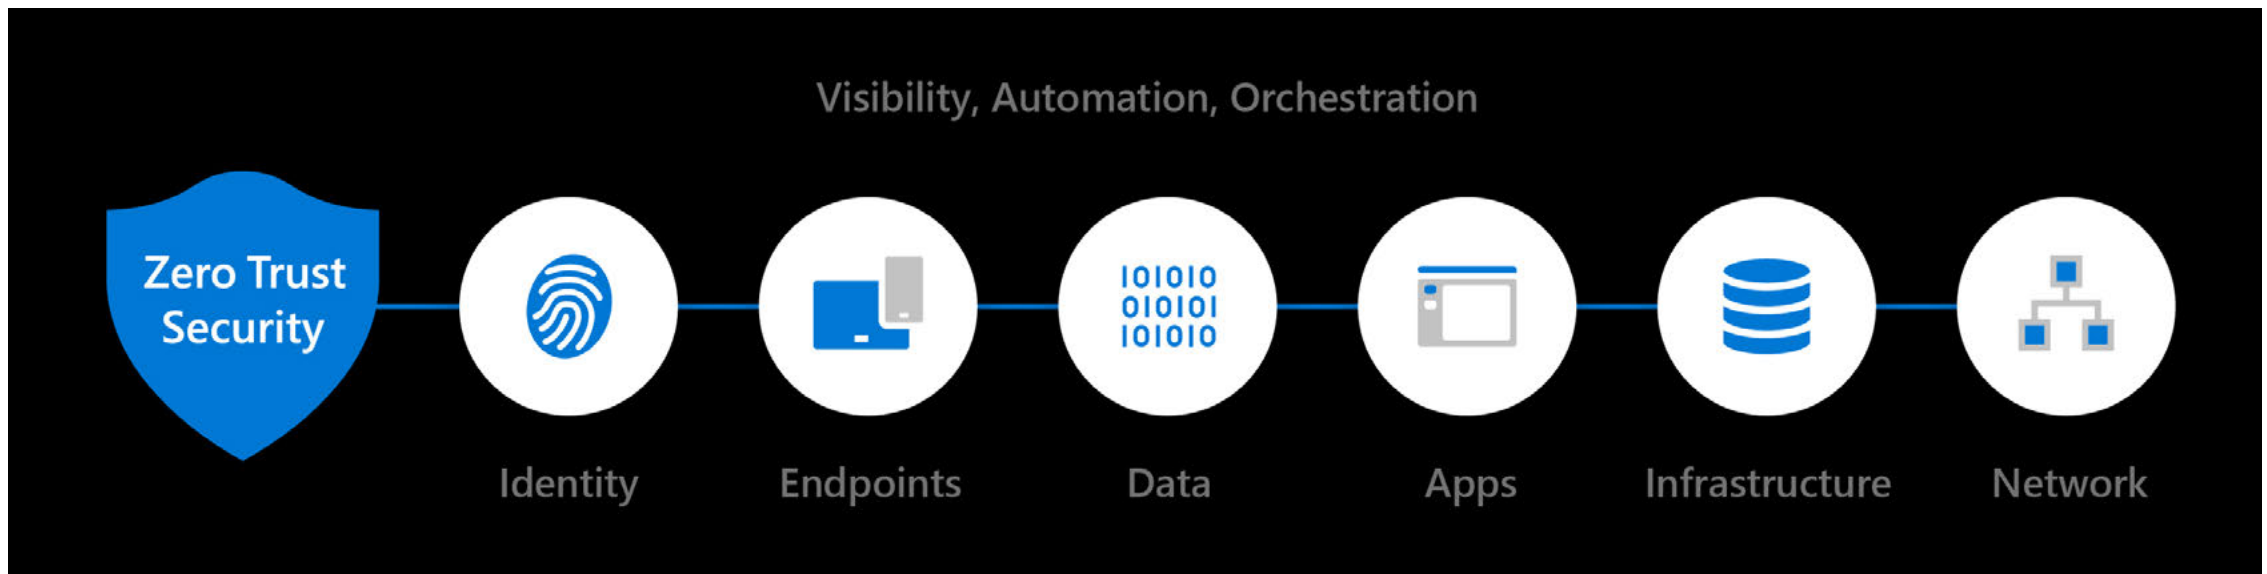 Visibility, Automation, Orchestration
Zero Trust
Security
101010
010101
101010
Identity
Endpoints
Data
Apps
Infrastructure
Network